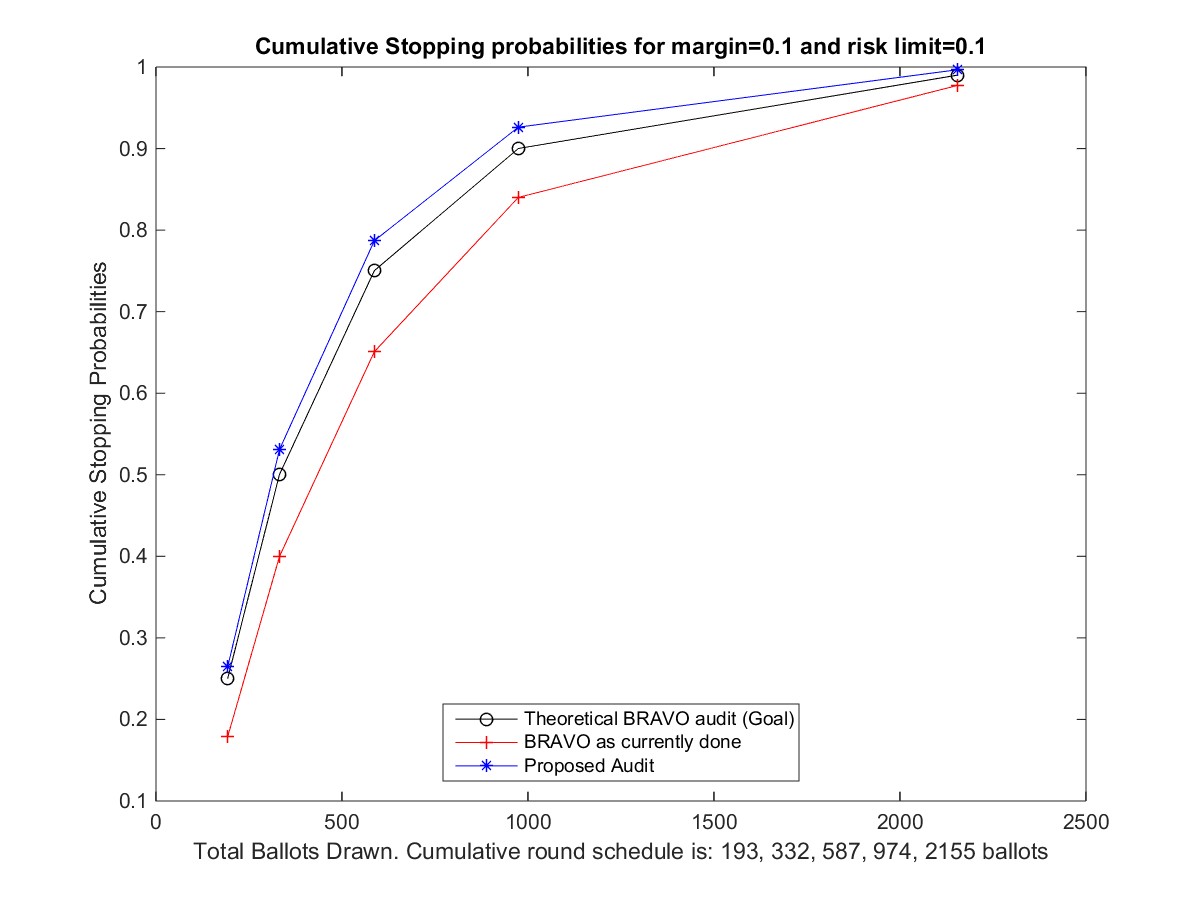 Cumulative Stopping probabilities for margin=0.1 and risk limit=0.1
1
0.9
0.8
0.7
0.6
0.5
0.4
0.3
0.2
0.1
Cumulative Stopping Probabilities
Theoretical BRAVO audit (Goal)
BRAVO as currently done
Proposed Audit
0 500 1000 1500 2000 2500
Total Ballots Drawn. Cumulative round schedule is: 193, 332, 587, 974, 2155 ballots